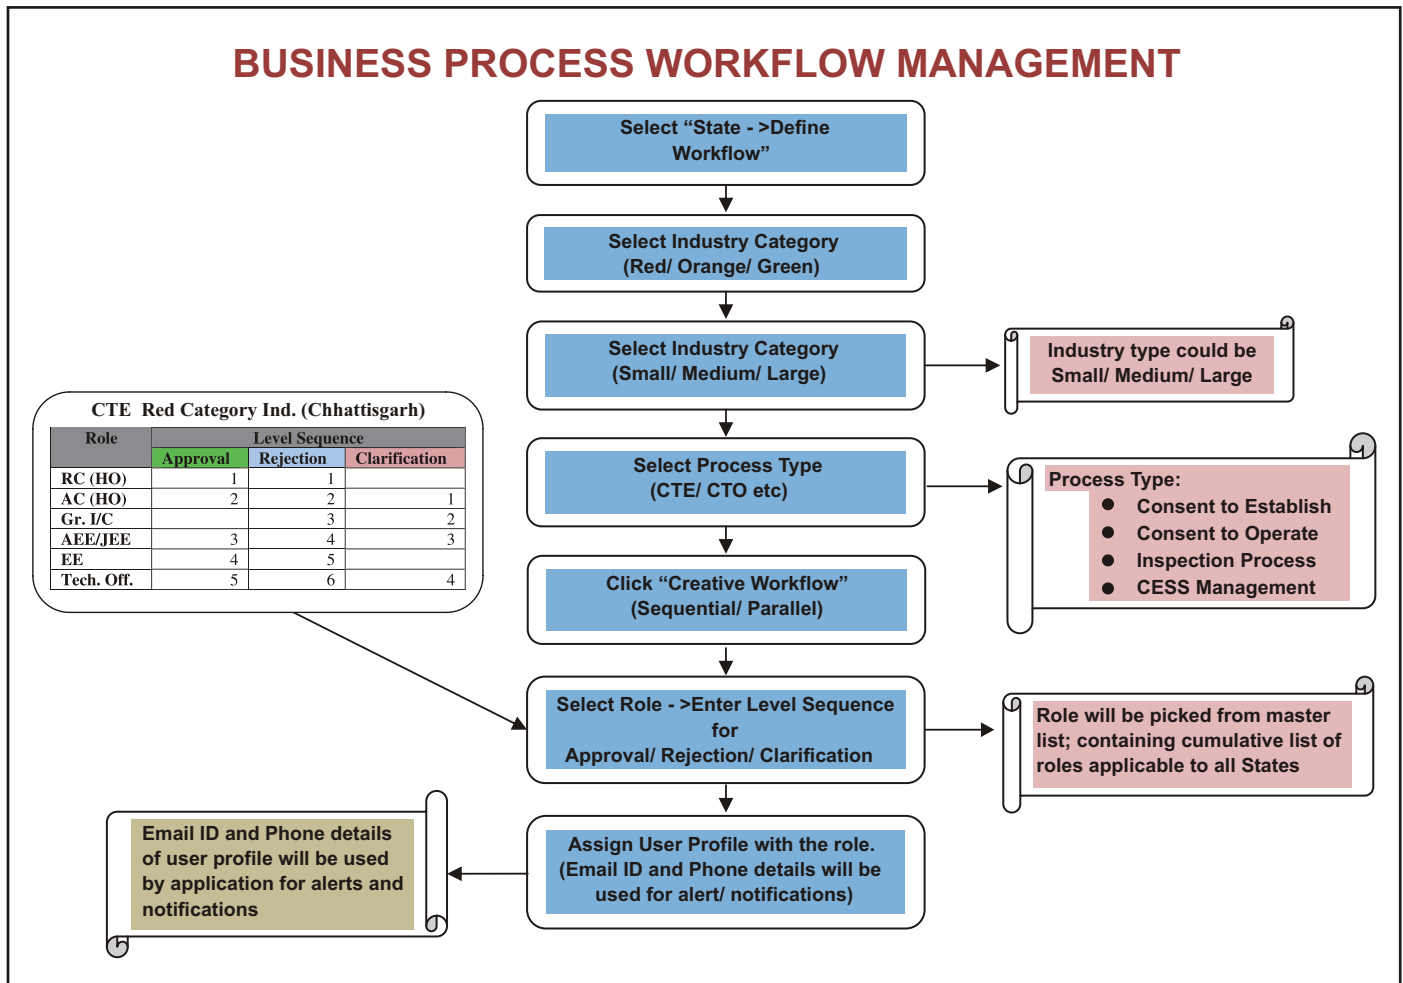 BUSINESS PROCESS WORKFLOW MANAGEMENT
Select “State - >Define
Workflow”
Select Industry Category
(Red/ Orange/ Green)
Select Industry Category
(Small/ Medium/ Large)
Industry type could be
Small/ Medium/ Large
CTE Red Category Ind. (Chhattisgarh)
Role Level Sequence
Approval Rejection Clarification
RC (HO) 1 1
AC (HO) 2 2 1
Gr. I/C 3 2
AEE/JEE 3 4 3
EE 4 5
Tech. Off. 5 6 4
Select Process Type
(CTE/ CTO etc)
Process Type:
● Consent to Establish
● Consent to Operate
● Inspection Process
● CESS Management
Click “Creative Workflow”
(Sequential/ Parallel)
Select Role - >Enter Level Sequence
for
Approval/ Rejection/ Clarification
Role will be picked from master
list; containing cumulative list of
roles applicable to all States
Assign User Profile with the role.
(Email ID and Phone details will be
used for alert/ notifications)
Email ID and Phone details
of user profile will be used
by application for alerts and
notifications